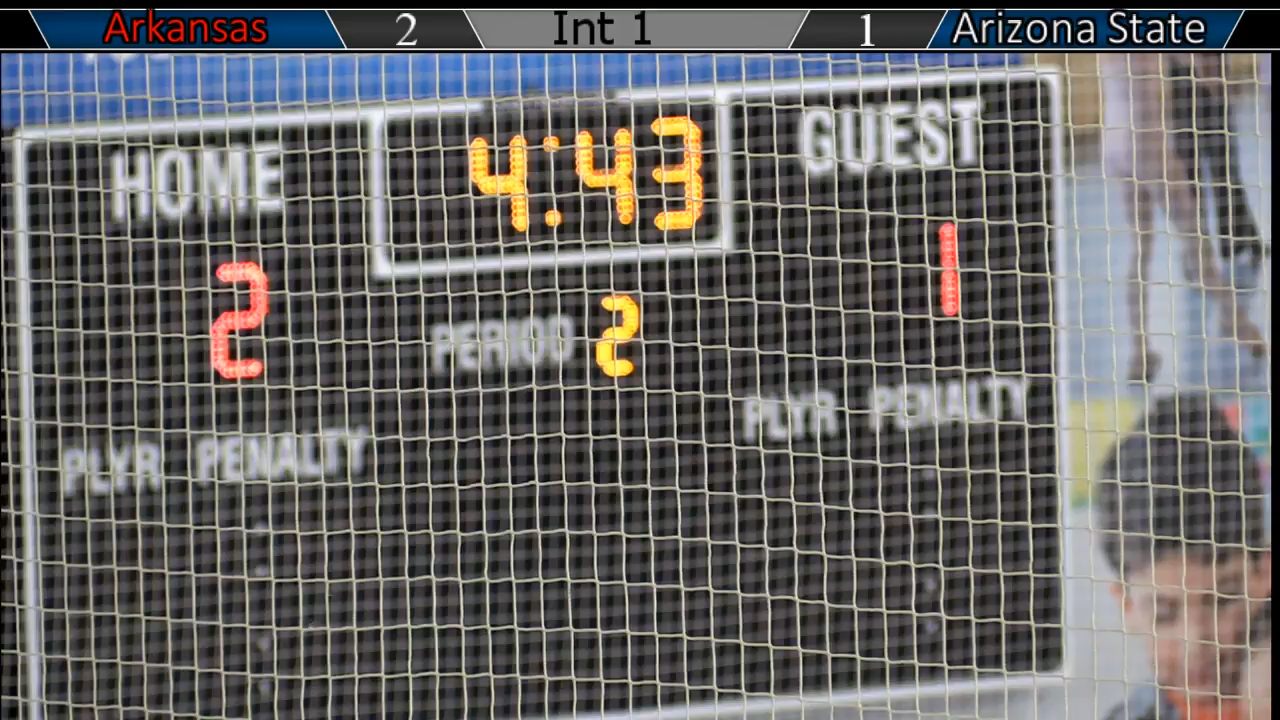 Arkansas 2 Int 1 1 Arizona State
HOME 4:43 GUEST
2 PERIOD 2 1
PLYR PENALTY PLYR PENALTY